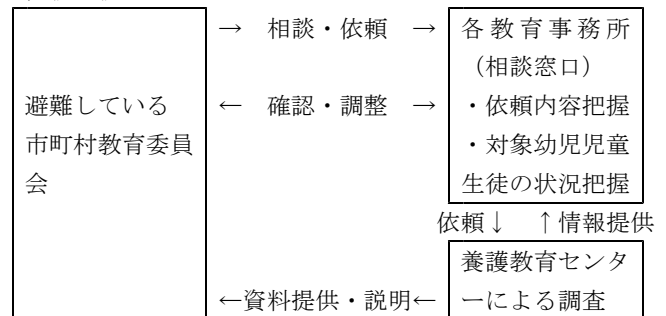 → 相談・依頼 →
各教育事務所
（相談窓口）
避難している
← 確認・調整 →
・依頼内容把握
市町村教育委員
・対象幼児児童
会
生徒の状況把握
依頼↓ ↑情報提供
養護教育センタ
←資料提供・説明←
ーによる調査